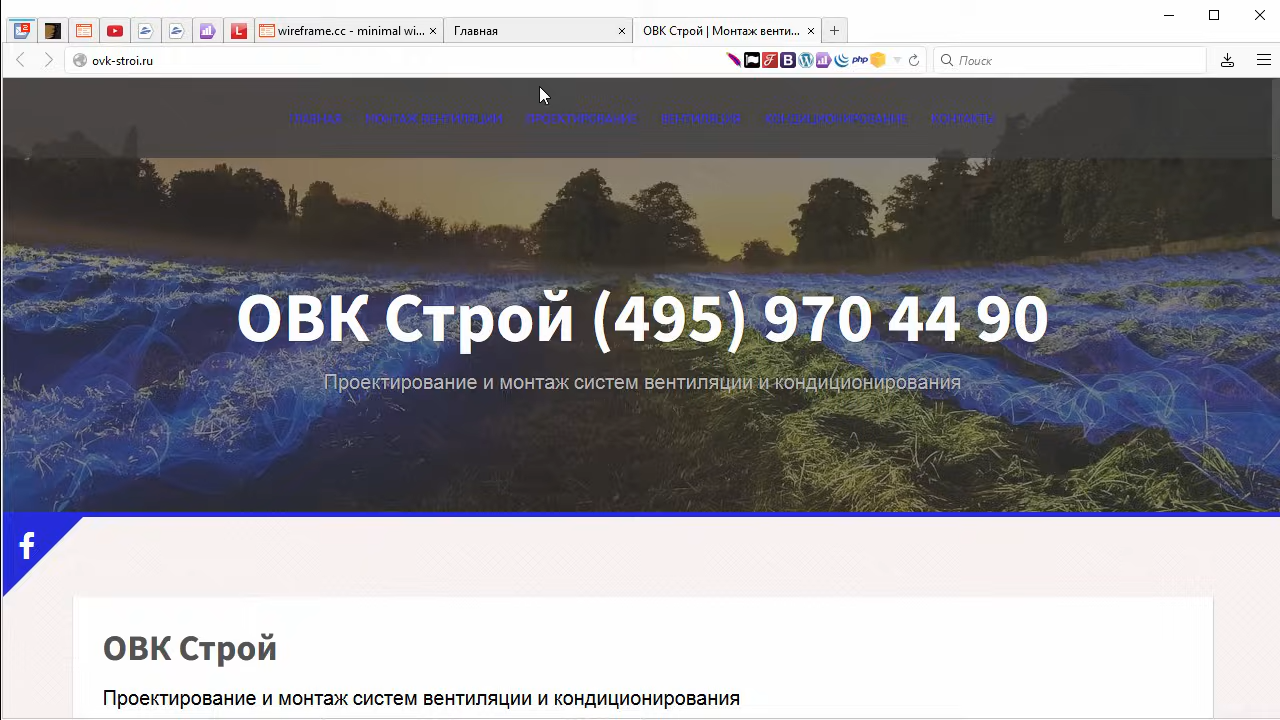 2
wireframe.cc - minimal wi...
Главная
ОВК Строй | Монтаж венти...
ovk-stroi.ru
php
Поиск
ГЛАВНАЯ МОНТАЖ ВЕНТИЛЯЦИИ ПРОЕКТИРОВАНИЕ ВЕНТИЛЯЦИЯ КОНДИЦИОНИРОВАНИЕ КОНТАКТЫ
ОВК Строй (495) 970 44 90
Проектирование и монтаж систем вентиляции и кондиционирования
ОВК Строй
Проектирование и монтаж систем вентиляции и кондиционирования